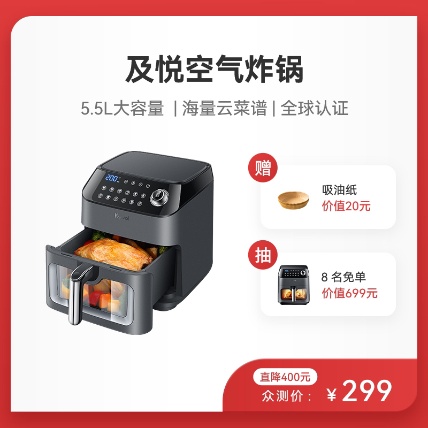 及悦空气炸锅
5.5L大容量 | 海量云菜谱 | 全球认证
赠
吸油纸
价值20元
抽
8 名免单
价值699元
200
直降400元
众测价：￥299